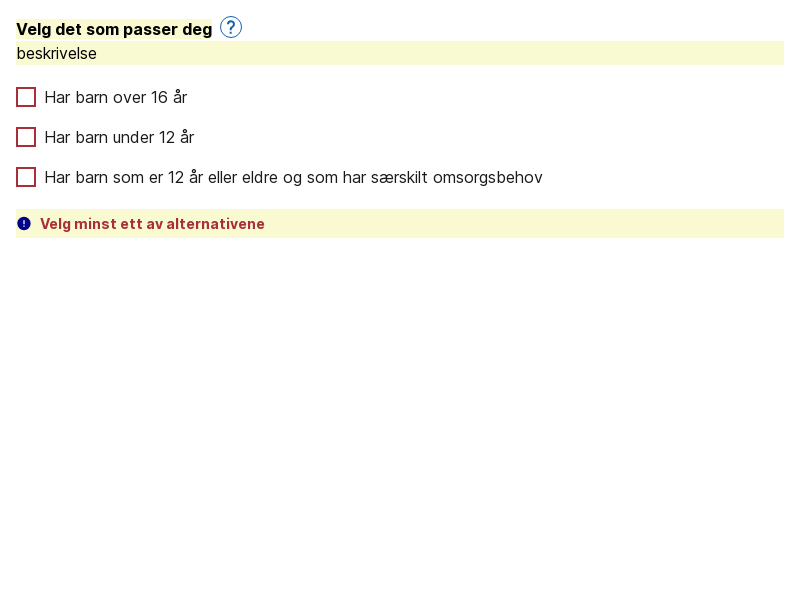 Velg det som passer deg ?
beskrivelse
Har barn over 16 år
Har barn under 12 år
Har barn som er 12 år eller eldre og som har særskilt omsorgsbehov
Velg minst ett av alternativene